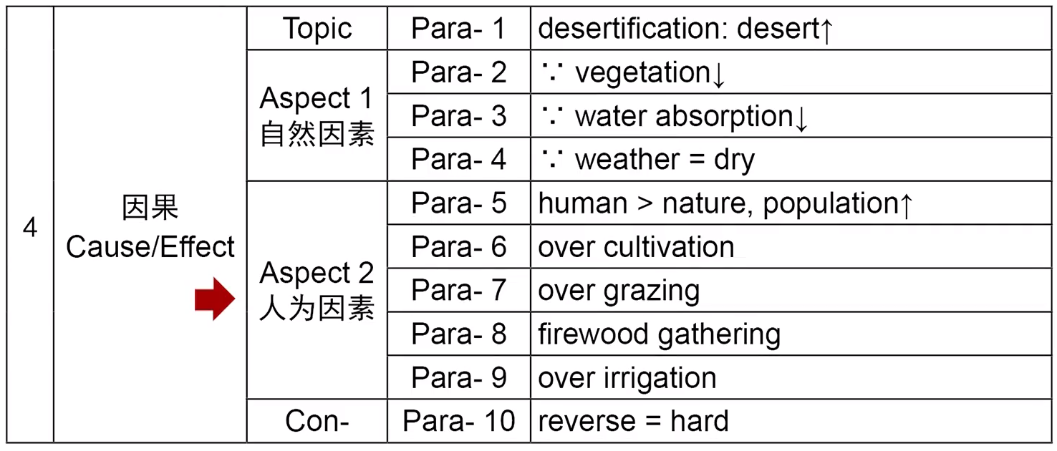 4
因果
Cause/Effect
Topic
Para- 1
desertification: desert↑
Aspect 1
自然因素
Para- 2
∵ vegetation↓
Para- 3
∵ water absorption↓
Para- 4
∵ weather = dry
Aspect 2
人为因素
Para- 5
human > nature, population↑
Para- 6
over cultivation
Para- 7
over grazing
Para- 8
firewood gathering
Para- 9
over irrigation
Con-
Para- 10
reverse = hard